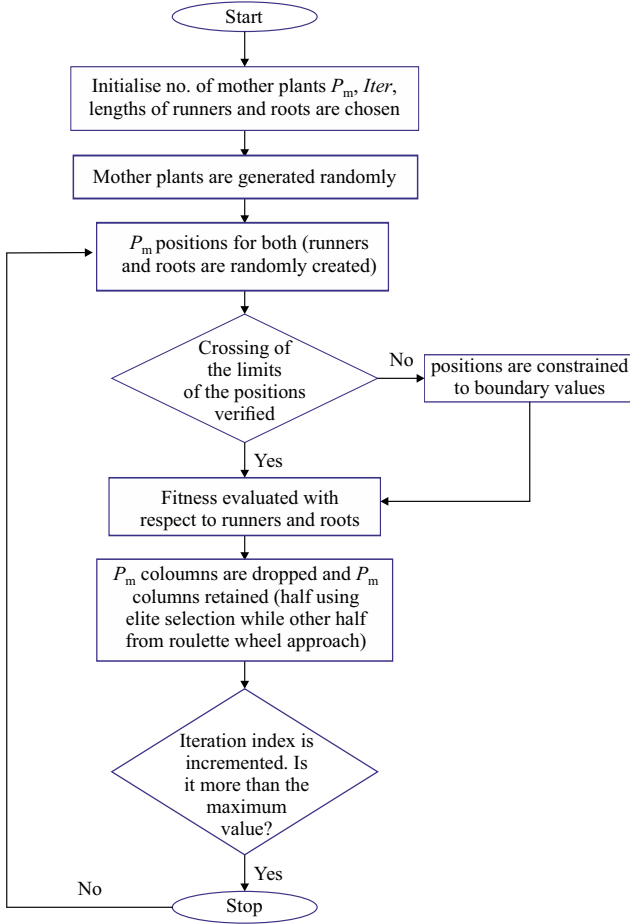 Start
Initialise no. of mother plants Pm, Iter,
lengths of runners and roots are chosen
Mother plants are generated randomly
Pm positions for both (runners
and roots are randomly created)
Crossing of
the limits
of the positions
verified
No
positions are constrained
to boundary values
Yes
Fitness evaluated with
respect to runners and roots
Pm coloumns are dropped and Pm
columns retained (half using
elite selection while other half
from roulette wheel approach)
Iteration index is
incremented. Is
it more than the
maximum
value?
Yes
No
Stop